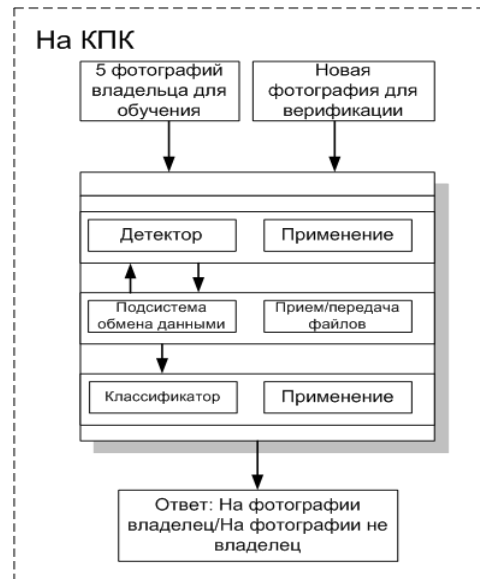 На КПК
5 фотографий
владельца для
обучения
Новая
фотография для
верификации
Детектор
Применение
Подсистема
обмена данными
Прием/передача
файлов
Классификатор
Применение
Ответ: На фотографии
владелец/На фотографии не
владелец